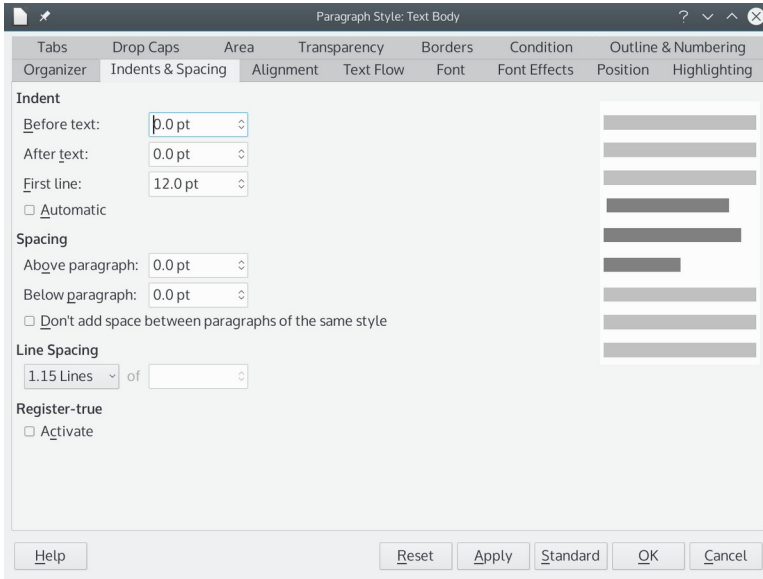 Paragraph Style: Text Body
Tabs Drop Caps Area Transparency Borders Condition Outline & Numbering
Organizer Indents & Spacing Alignment Text Flow Font Font Effects Position Highlighting
Indent
Before text: 0.0 pt
After text: 0.0 pt
First line: 12.0 pt
Automatic
Spacing
Above paragraph: 0.0 pt
Below paragraph: 0.0 pt
Don't add space between paragraphs of the same style
Line Spacing
1.15 Lines of
Register-true
Activate
Help Reset Apply Standard OK Cancel